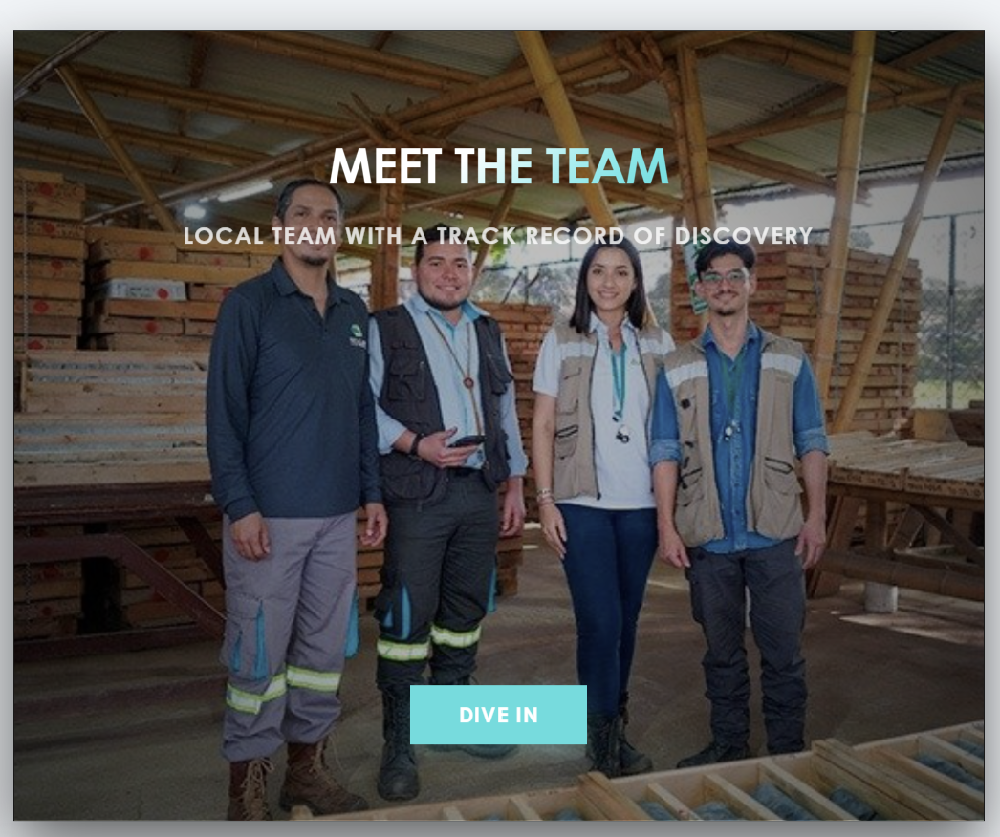 MEET THE TEAM
LOCAL TEAM WITH A TRACK RECORD OF DISCOVERY
DIVE IN